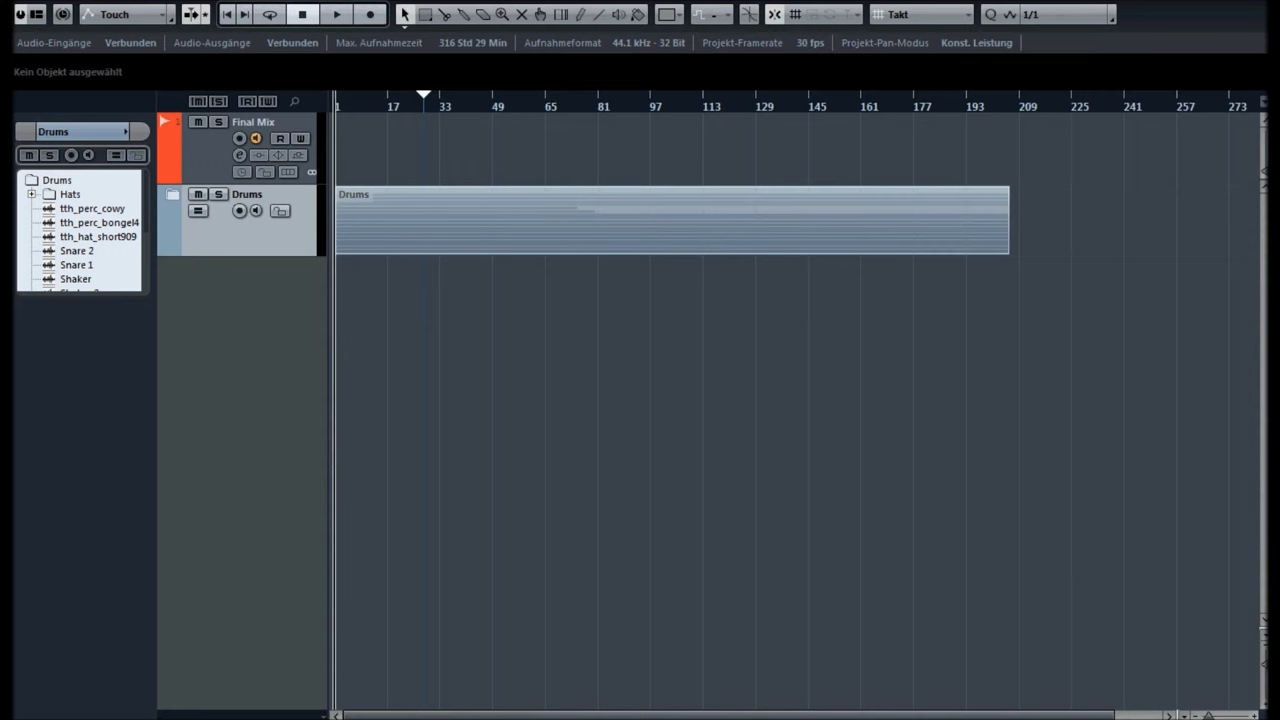 Touch Takt Q 1/1
Audio-Eingänge Verbunden Audio-Ausgänge Verbunden Max. Aufnahmezeit 316 Std 29 Min Aufnahmeformat 44.1 kHz - 32 Bit Projekt-Framerate 30 fps Projekt-Pan-Modus Konst. Leistung
Kein Objekt ausgewählt
M S R W
1 17 33 49 65 81 97 113 129 145 161 177 193 209 225 241 257 273
1 m S Final Mix
R W
e
Drums
m S
Drums
Hats
tth_perc_cowy
tth_perc_bongel4
tth_hat_short909
Snare 2
Snare 1
Shaker
m S Drums
Drums